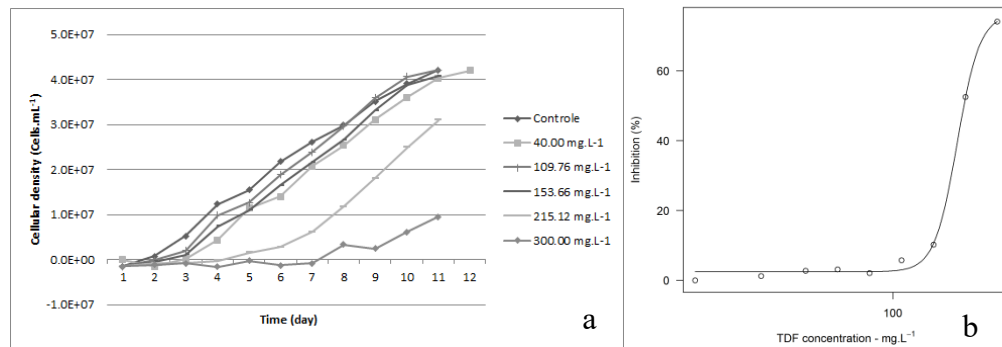 5.0E+07
4.0E+07
3.0E+07
2.0E+07
1.0E+07
0.0E+00
-1.0E+07
Cellular density (Cells.mL⁻¹)
1 2 3 4 5 6 7 8 9 10 11 12
Time (day)
Controle
40.00 mg.L-1
109.76 mg.L-1
153.66 mg.L-1
215.12 mg.L-1
300.00 mg.L-1
a
60
40
20
0
Inhibition (%)
100
TDF concentration - mg.L⁻¹
b